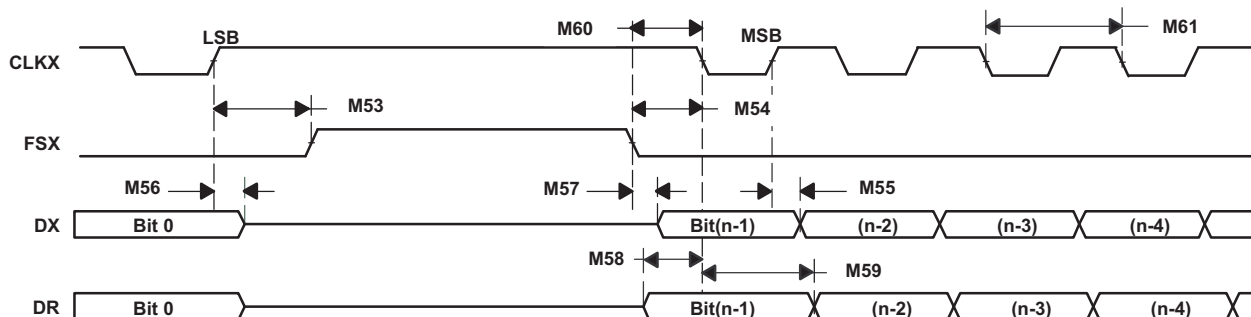 M60
M61
LSB
MSB
CLKX
M53
M54
FSX
M56
M57
M55
DX
Bit 0
Bit(n-1)
(n-2)
(n-3)
(n-4)
M58
M59
DR
Bit 0
Bit(n-1)
(n-2)
(n-3)
(n-4)